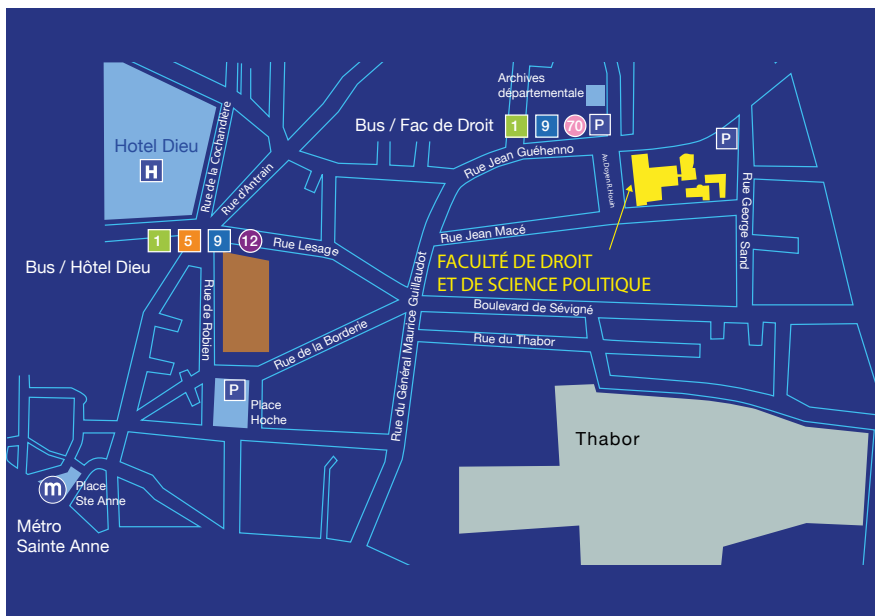 Archives
départementale
Bus / Fac de Droit
1
9
70
P
Hotel Dieu
H
Rue de la Cochardière
Rue d'Antrain
Rue Jean Guéhenno
Av. Doyen R. Houin
P
Rue George Sand
Rue Jean Macé
1
5
9
12
Rue Lesage
Bus / Hôtel Dieu
FACULTÉ DE DROIT
ET DE SCIENCE POLITIQUE
Rue de Robien
Boulevard de Sévigné
Rue du Thabor
Rue de la Borderie
Rue du Général Maurice Guillaudot
P
Place
Hoche
Thabor
m
Place
Ste Anne
Métro
Sainte Anne